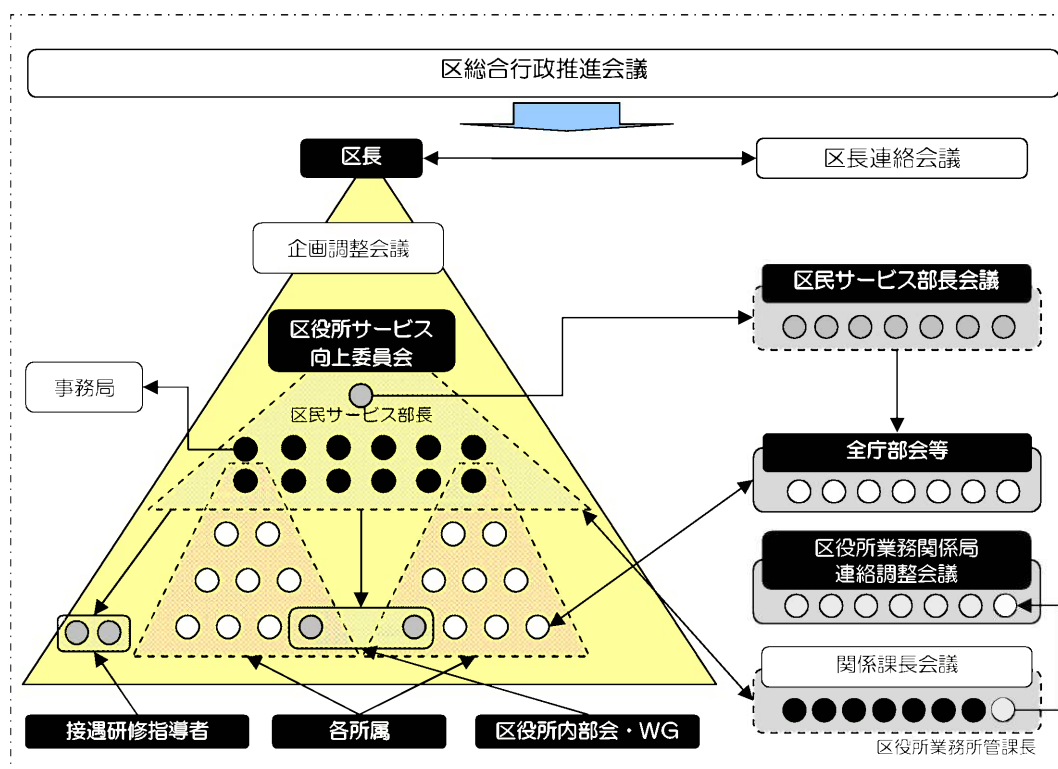 区総合行政推進会議
区長
区長連絡会議
企画調整会議
区民サービス部長会議
区役所サービス
向上委員会
事務局
区民サービス部長
全庁部会等
区役所業務関係局
連絡調整会議
関係課長会議
接遇研修指導者
各所属
区役所内部会・WG
区役所業務所管課長